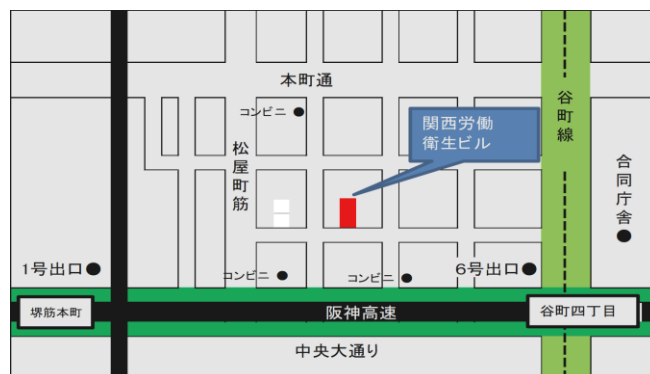 本町通
コンビニ
関西労働
衛生ビル
谷町線
松屋町筋
合同庁舎
1号出口
コンビニ
コンビニ
6号出口
堺筋本町
阪神高速
谷町四丁目
中央大通り